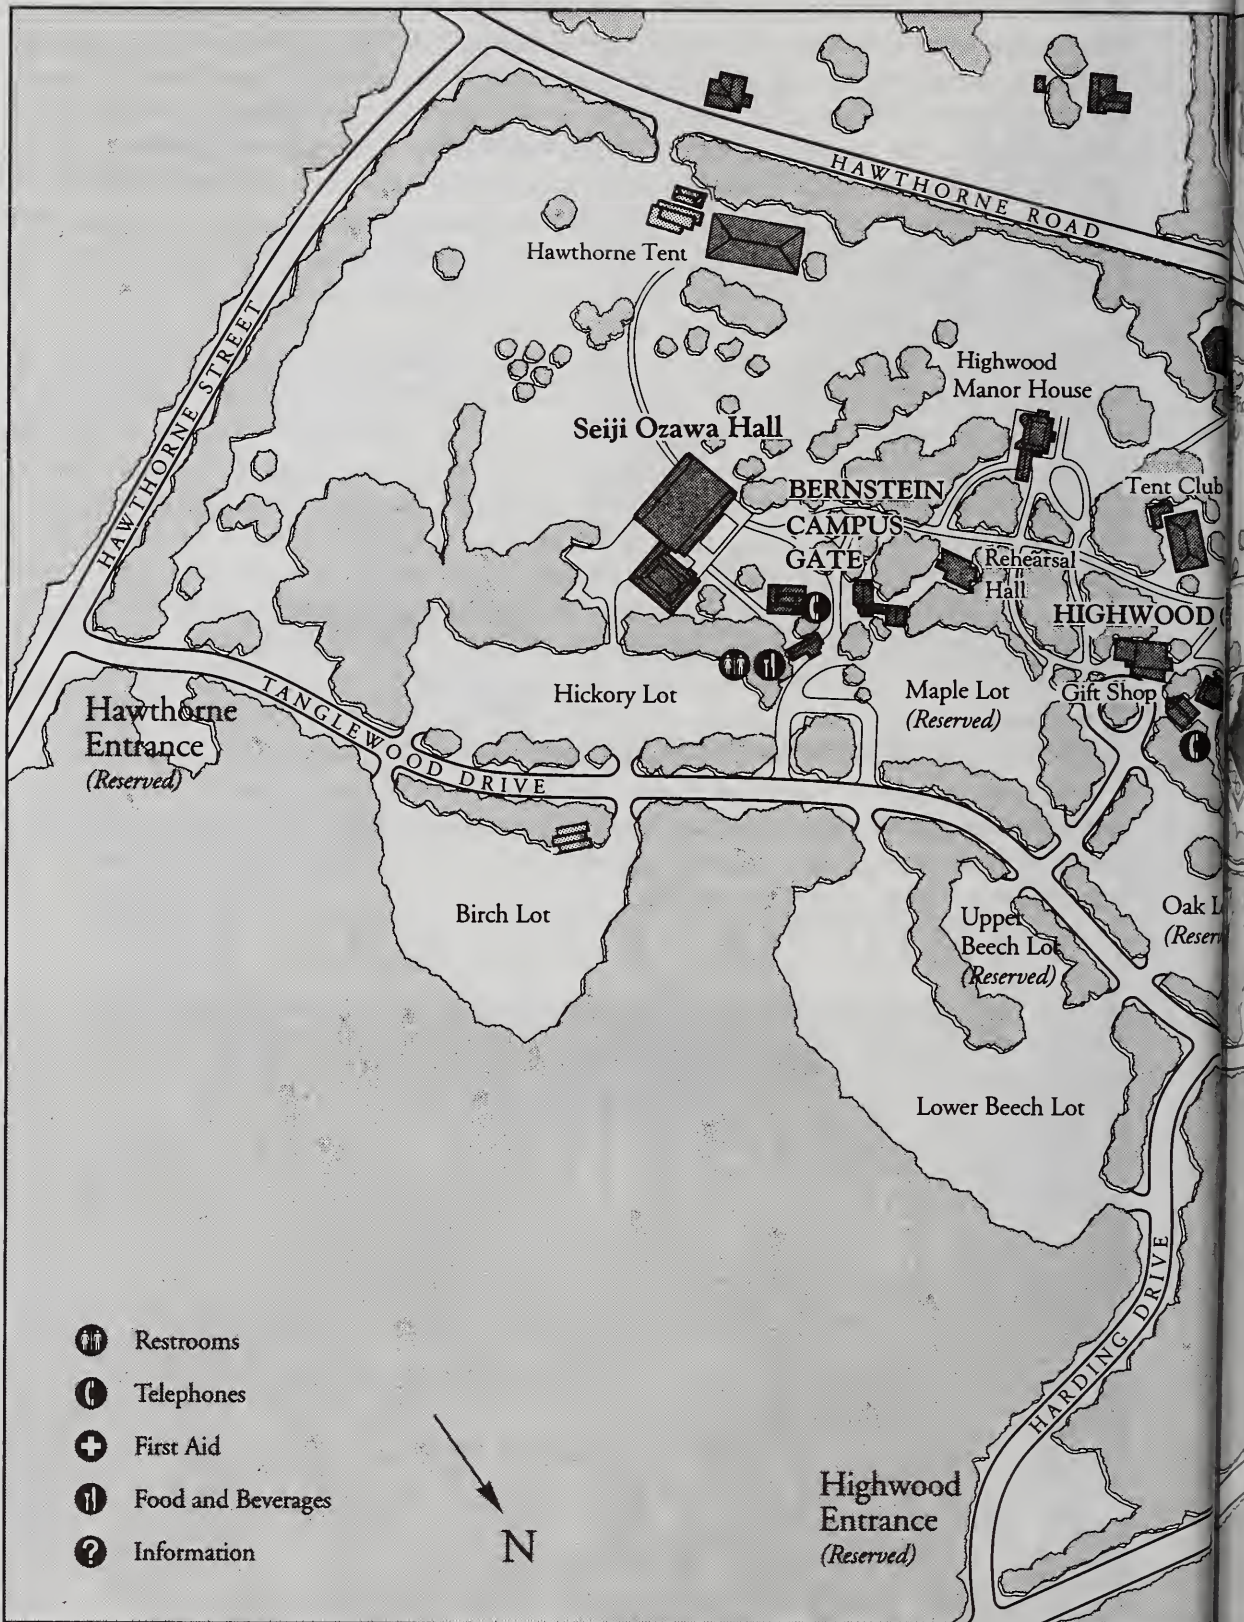 HAWTHORNE ROAD
Hawthorne Tent
HAWTHORNE STREET
Highwood
Manor House
Seiji Ozawa Hall
BERNSTEIN
CAMPUS
GATE
Tent Club
Rehearsal
Hall
HIGHWOOD
Gift Shop
Hickory Lot
Maple Lot
(Reserved)
Hawthorne
Entrance
(Reserved)
TANGLEWOOD DRIVE
Birch Lot
Upper
Beech Lot
(Reserved)
Oak
Lower Beech Lot
HARDING DRIVE
Highwood
Entrance
(Reserved)
Restrooms
Telephones
First Aid
Food and Beverages
? Information
N